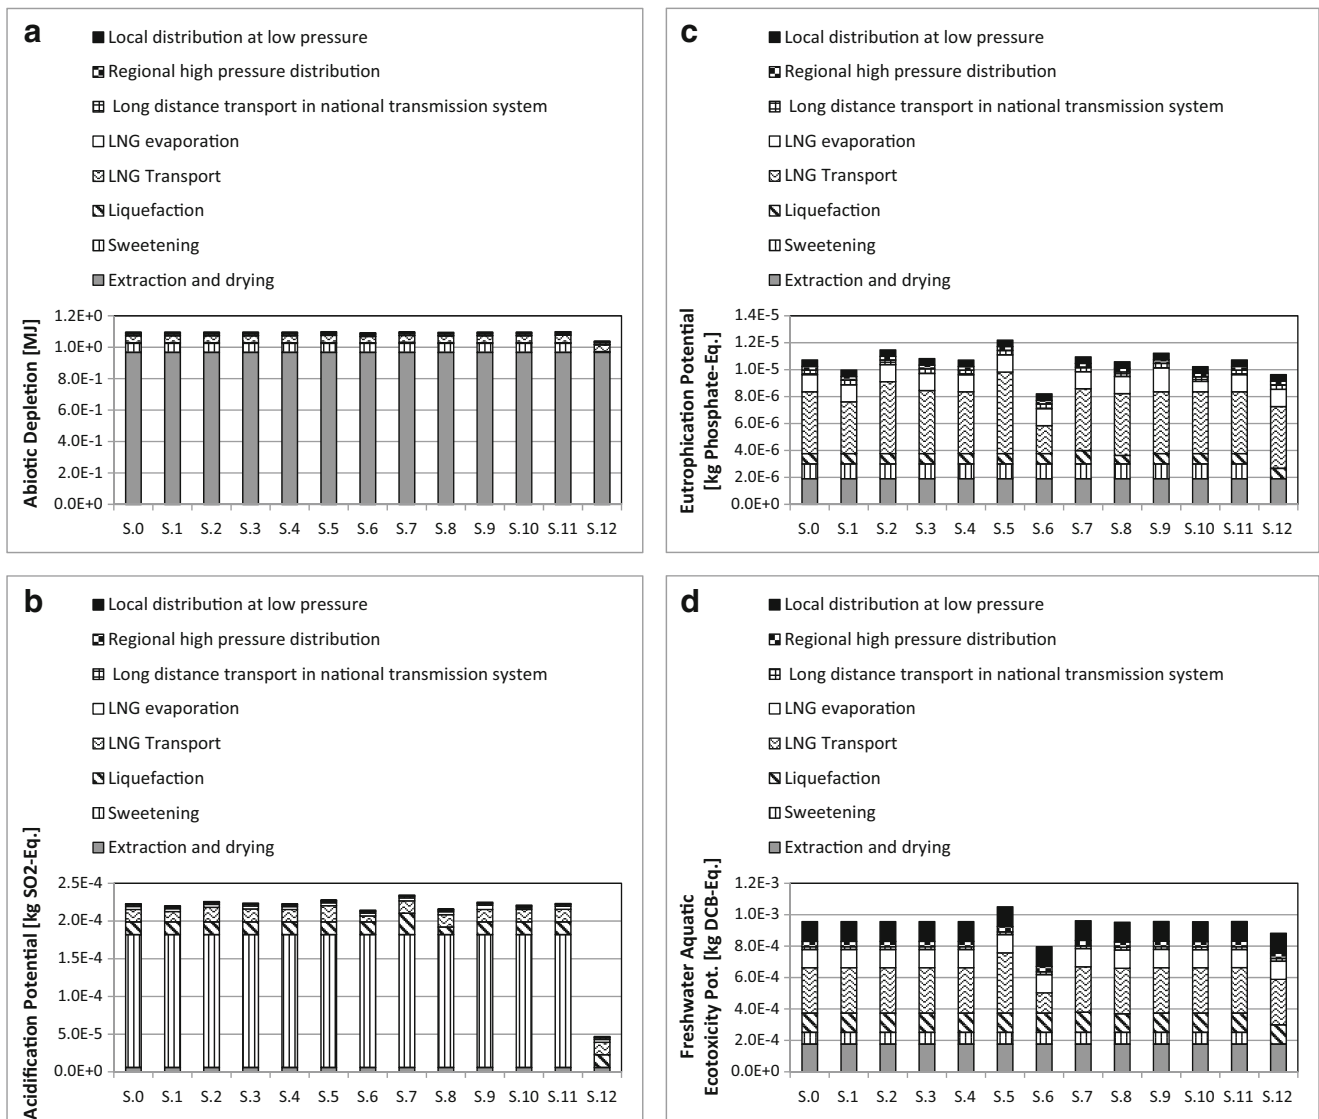 a
Local distribution at low pressure
Regional high pressure distribution
Long distance transport in national transmission system
LNG evaporation
LNG Transport
Liquefaction
Sweetening
Extraction and drying
Abiotic Depletion [MJ]
1.2E+0
1.0E+0
8.0E-1
6.0E-1
4.0E-1
2.0E-1
0.0E+0
S.0 S.1 S.2 S.3 S.4 S.5 S.6 S.7 S.8 S.9 S.10 S.11 S.12
c
Local distribution at low pressure
Regional high pressure distribution
Long distance transport in national transmission system
LNG evaporation
LNG Transport
Liquefaction
Sweetening
Extraction and drying
Eutrophication Potential
[kg Phosphate-Eq.]
1.4E-5
1.2E-5
1.0E-5
8.0E-6
6.0E-6
4.0E-6
2.0E-6
0.0E+0
S.0 S.1 S.2 S.3 S.4 S.5 S.6 S.7 S.8 S.9 S.10 S.11 S.12
b
Local distribution at low pressure
Regional high pressure distribution
Long distance transport in national transmission system
LNG evaporation
LNG Transport
Liquefaction
Sweetening
Extraction and drying
Acidification Potential [kg SO2-Eq.]
2.5E-4
2.0E-4
1.5E-4
1.0E-4
5.0E-5
0.0E+0
S.0 S.1 S.2 S.3 S.4 S.5 S.6 S.7 S.8 S.9 S.10 S.11 S.12
d
Local distribution at low pressure
Regional high pressure distribution
Long distance transport in national transmission system
LNG evaporation
LNG Transport
Liquefaction
Sweetening
Extraction and drying
Freshwater Aquatic
Ecotoxicity Pot. [kg DCB-Eq.]
1.2E-3
1.0E-3
8.0E-4
6.0E-4
4.0E-4
2.0E-4
0.0E+0
S.0 S.1 S.2 S.3 S.4 S.5 S.6 S.7 S.8 S.9 S.10 S.11 S.12